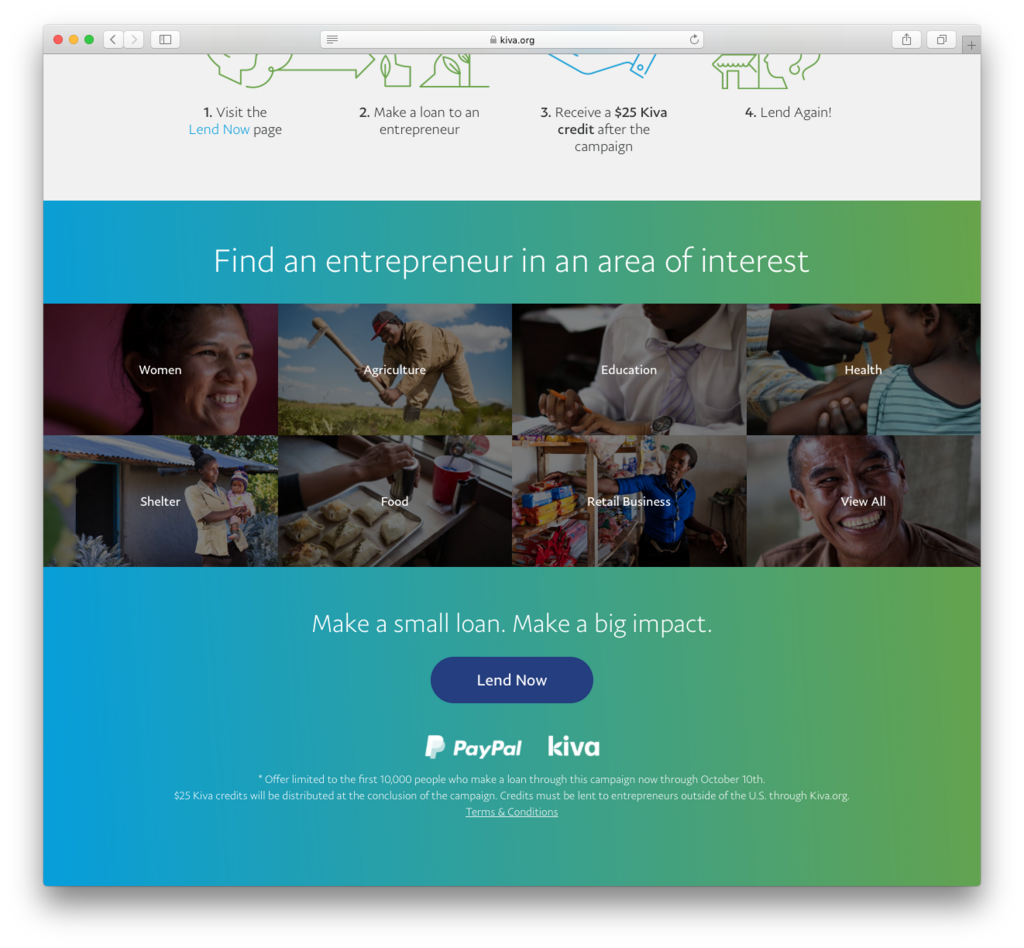 kiva.org
1. Visit the
Lend Now page
2. Make a loan to an
entrepreneur
3. Receive a $25 Kiva
credit after the
campaign
4. Lend Again!
Find an entrepreneur in an area of interest
Women
Agriculture
Education
Health
Shelter
Food
Retail Business
View All
Make a small loan. Make a big impact.
Lend Now
PayPal
kiva
* Offer limited to the first 10,000 people who make a loan through this campaign now through October 10th.
$25 Kiva credits will be distributed at the conclusion of the campaign. Credits must be lent to entrepreneurs outside of the U.S. through Kiva.org.
Terms & Conditions